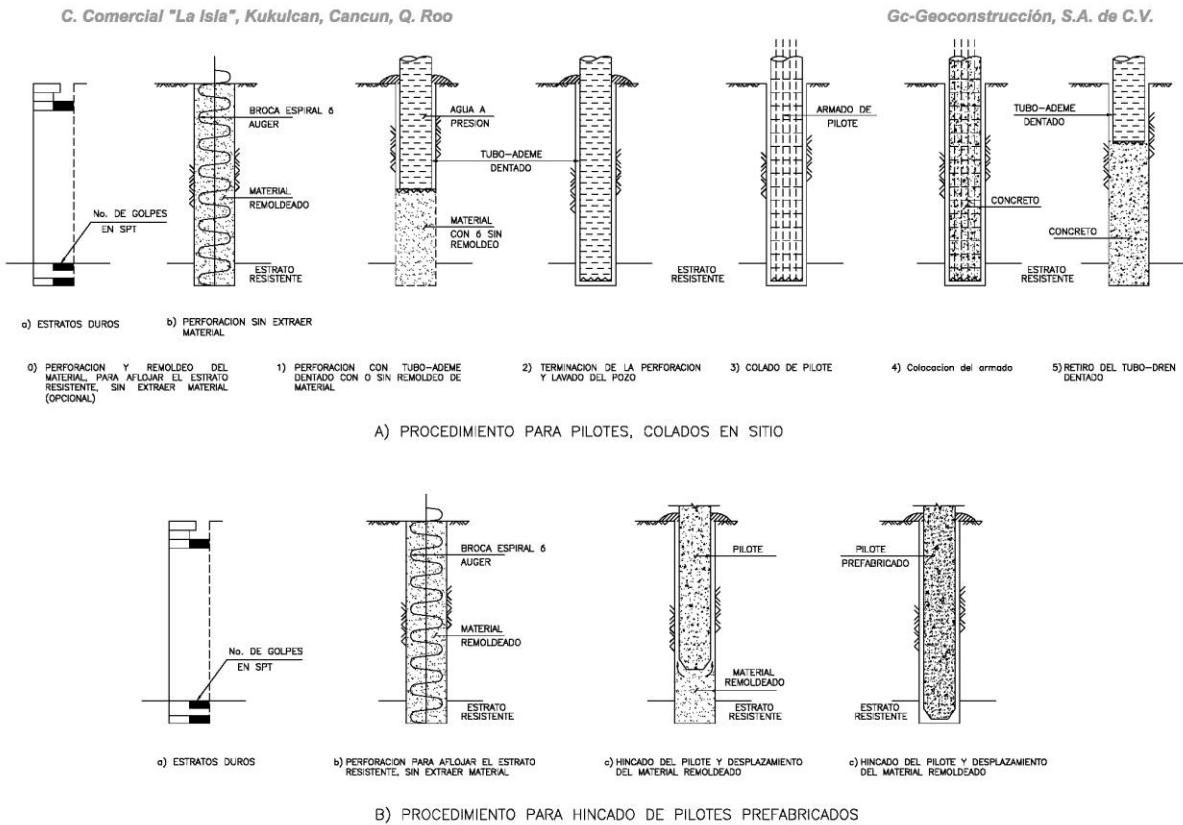 C. Comercial "La Isla", Kukulcan, Cancun, Q. Roo
Gc-Geoconstrucción, S.A. de C.V.
No. DE GOLPES
EN SPT
BROCA ESPIRAL ó
AUGER
MATERIAL
REMOLDEADO
ESTRATO
RESISTENTE
AGUA A
PRESION
TUBO-ADEME
DENTADO
MATERIAL
CON ó SIN
REMOLDEO
ESTRATO
RESISTENTE
ARMADO DE
PILOTE
CONCRETO
ESTRATO
RESISTENTE
TUBO-ADEME
DENTADO
CONCRETO
a) ESTRATOS DUROS
b) PERFORACION SIN EXTRAER
MATERIAL
0) PERFORACION Y REMOLDEO DEL
MATERIAL, PARA AFLOJAR EL ESTRATO
RESISTENTE, SIN EXTRAER MATERIAL
(OPCIONAL)
1) PERFORACION CON TUBO-ADEME
DENTADO CON O SIN REMOLDEO DE
MATERIAL
2) TERMINACION DE LA PERFORACION
Y LAVADO DEL POZO
3) COLADO DE PILOTE
4) Colocacion del armado
5) RETIRO DEL TUBO-DREN
DENTADO
A) PROCEDIMIENTO PARA PILOTES, COLADOS EN SITIO
No. DE GOLPES
EN SPT
BROCA ESPIRAL ó
AUGER
MATERIAL
REMOLDEADO
ESTRATO
RESISTENTE
PILOTE
MATERIAL
REMOLDEADO
ESTRATO
RESISTENTE
PILOTE
PREFABRICADO
ESTRATO
RESISTENTE
a) ESTRATOS DUROS
b) PERFORACION PARA AFLOJAR EL ESTRATO
RESISTENTE, SIN EXTRAER MATERIAL
c) HINCADO DEL PILOTE Y DESPLAZAMIENTO
DEL MATERIAL REMOLDEADO
c) HINCADO DEL PILOTE Y DESPLAZAMIENTO
DEL MATERIAL REMOLDEADO
B) PROCEDIMIENTO PARA HINCADO DE PILOTES PREFABRICADOS